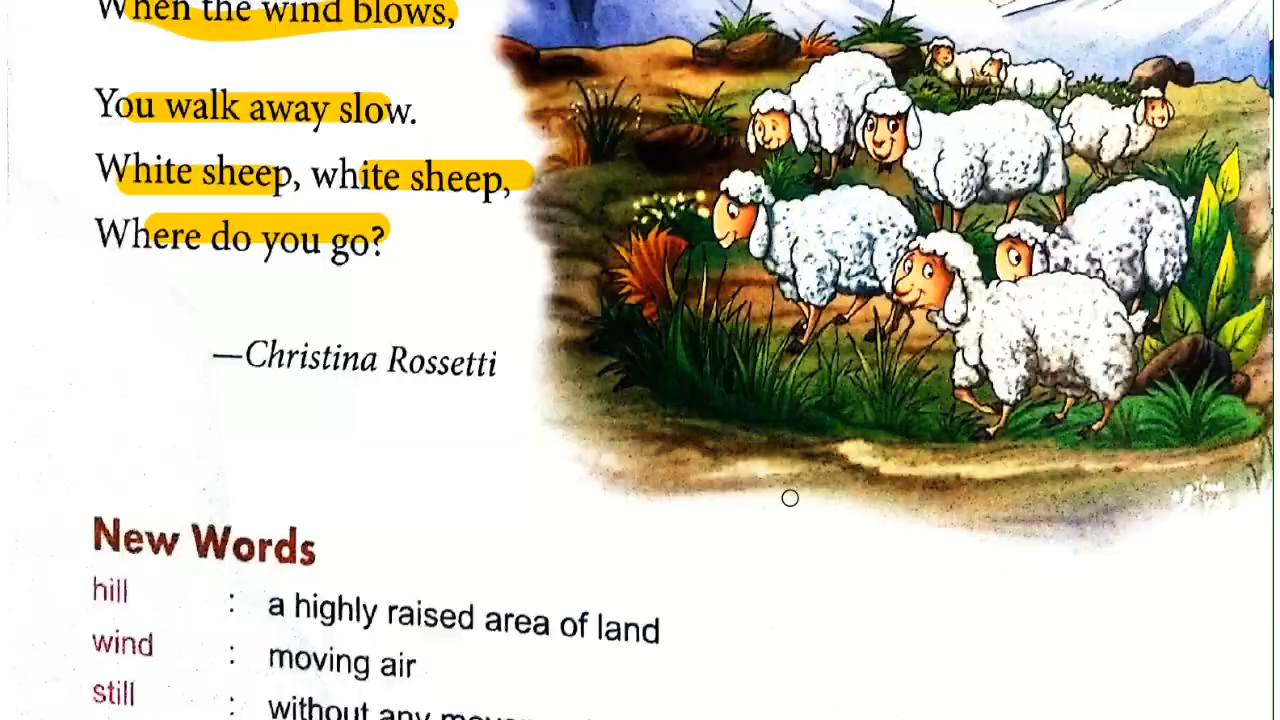 When the wind blows,
You walk away slow.
White sheep, white sheep,
Where do you go?
—Christina Rossetti
New Words
hill : a highly raised area of land
wind : moving air
still : without any